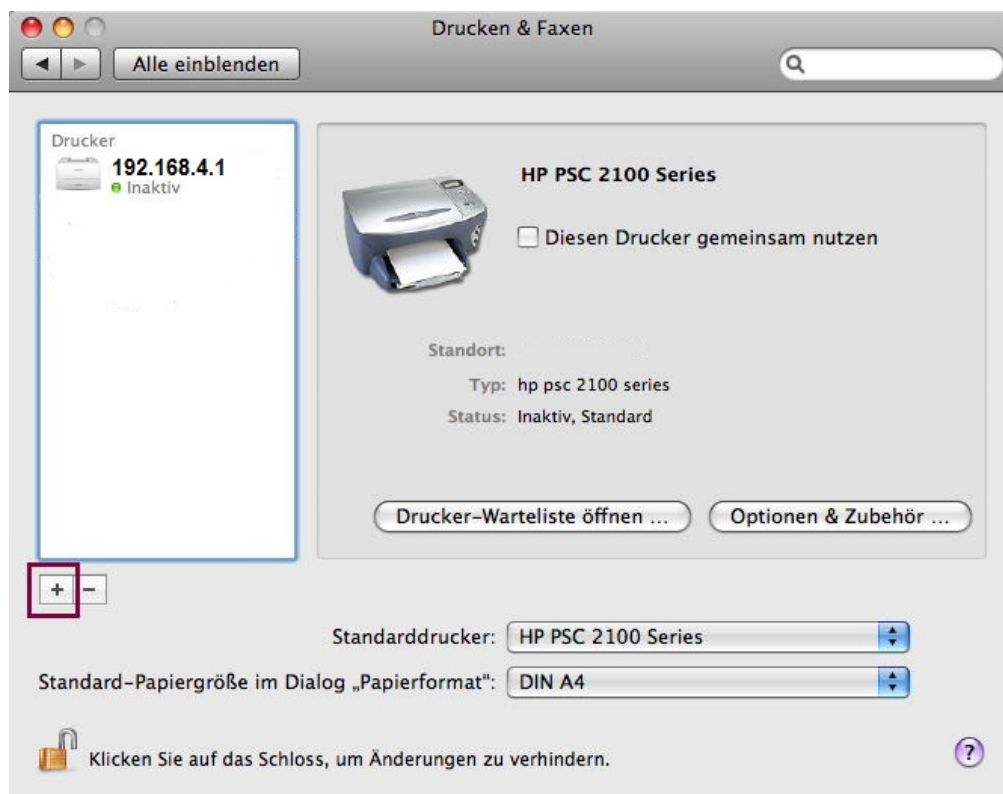 Drucken & Faxen
Alle einblenden
Drucker
192.168.4.1
Inaktiv
HP PSC 2100 Series
Diesen Drucker gemeinsam nutzen
Standort:
Typ: hp psc 2100 series
Status: Inaktiv, Standard
Drucker-Warteliste öffnen ... Optionen & Zubehör ...
+ −
Standarddrucker: HP PSC 2100 Series
Standard-Papiergröße im Dialog „Papierformat“: DIN A4
Klicken Sie auf das Schloss, um Änderungen zu verhindern. ?